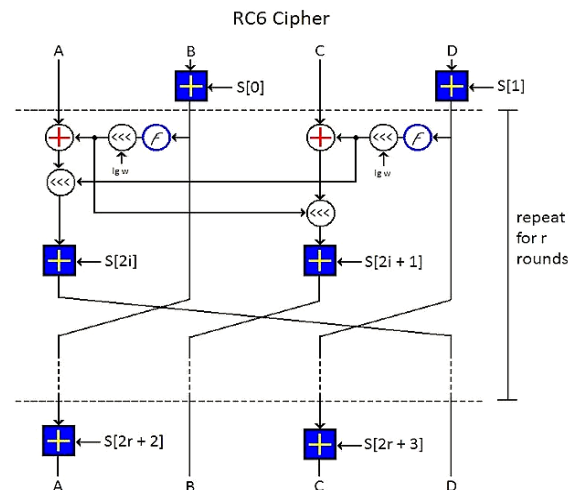 RC6 Cipher
A B C D
S[0] S[1]
<<< f <<< f
lg w lg w
<<< 
<<<
S[2i] S[2i + 1]
repeat
for r
rounds
S[2r + 2] S[2r + 3]
A B C D